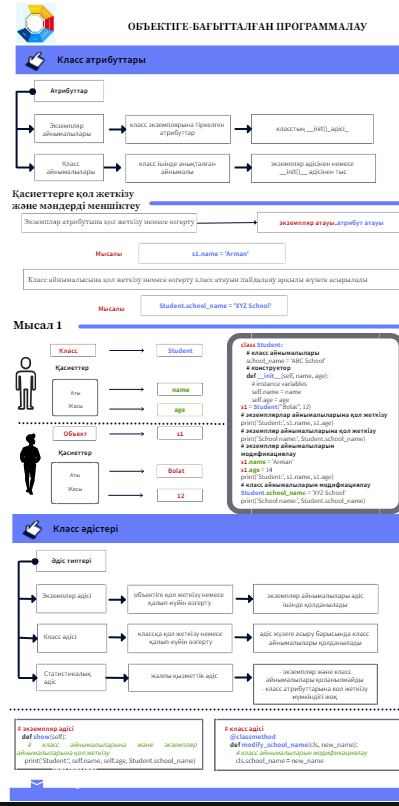 ОБЪЕКТІГЕ-БАҒЫТТАЛҒАН ПРОГРАММАЛАУ
Класс атрибуттары
Атрибуттар
Экземпляр
айнымалылары
класс экземплярына тіркелген
атрибуттар
класстың __init()_әдісі_
Класс
айнымалылары
класс ішінде анықталған
айнымалы
экземпляр әдісінен немесе
__init()__ әдісінен тыс
Қасиеттерге қол жеткізу
және мәндерді меншіктеу
Экземпляр атрибутына қол жеткізу немесе өзгерту
экземпляр атауы.атрибут атауы
Мысалы
s1.name = 'Arman'
Класс айнымалысына қол жеткізу немесе өзгерту класс атауын пайдалану арқылы жүзеге асырылады
Мысалы
Student.school_name = 'XYZ School'
Мысал 1
Класс
Student
Қасиеттер
Аты
Жасы
name
age
Объект
s1
Қасиеттер
Аты
Жасы
Bolat
12
class Student:
# класс айнымалылары
school_name = 'ABC School'
# конструктор
def __init__(self, name, age):
# instance variables
self.name = name
self.age = age
s1 = Student("Bolat", 12)
# экземплярлар айнымалыларына қол жеткізу
print('Student:', s1.name, s1.age)
# экземпляр айнымалыларына қол жеткізу
print('School name:', Student.school_name)
# экземпляр айнымалыларын
модификациялау
s1.name = 'Arman'
s1.age = 14
print('Student:', s1.name, s1.age)
# класс айнымалыларын модификациялау
Student.school_name = 'XYZ School'
print('School name:', Student.school_name)
Класс әдістері
Әдіс типтері
Экземпляр әдісі
объектіге қол жеткізу немесе
қалып-күйін өзгерту
экземпляр айнымалылары әдіс
ішінде қолданылады
Класс әдісі
классқа қол жеткізу немесе
қалып-күйін өзгерту
әдіс жүзеге асыру барысында класс
айнымалылары қолданылады
Статистикалық
әдіс
жалпы қызметтік әдіс
- экземпляр және класс
айнымалылары қолданылмайды
- класс атрибуттарына қол жеткізу
мүмкіндігі жоқ
# экземпляр әдісі
def show(self):
# класс айнымалыларына және экземпляр
айнымалыларына қол жеткізу
print('Student:', self.name, self.age, Student.school_name)
# класс әдісі
@classmethod
def modify_school_name(cls, new_name):
# класс айнымалыларын модификациялау
cls.school_name = new_name